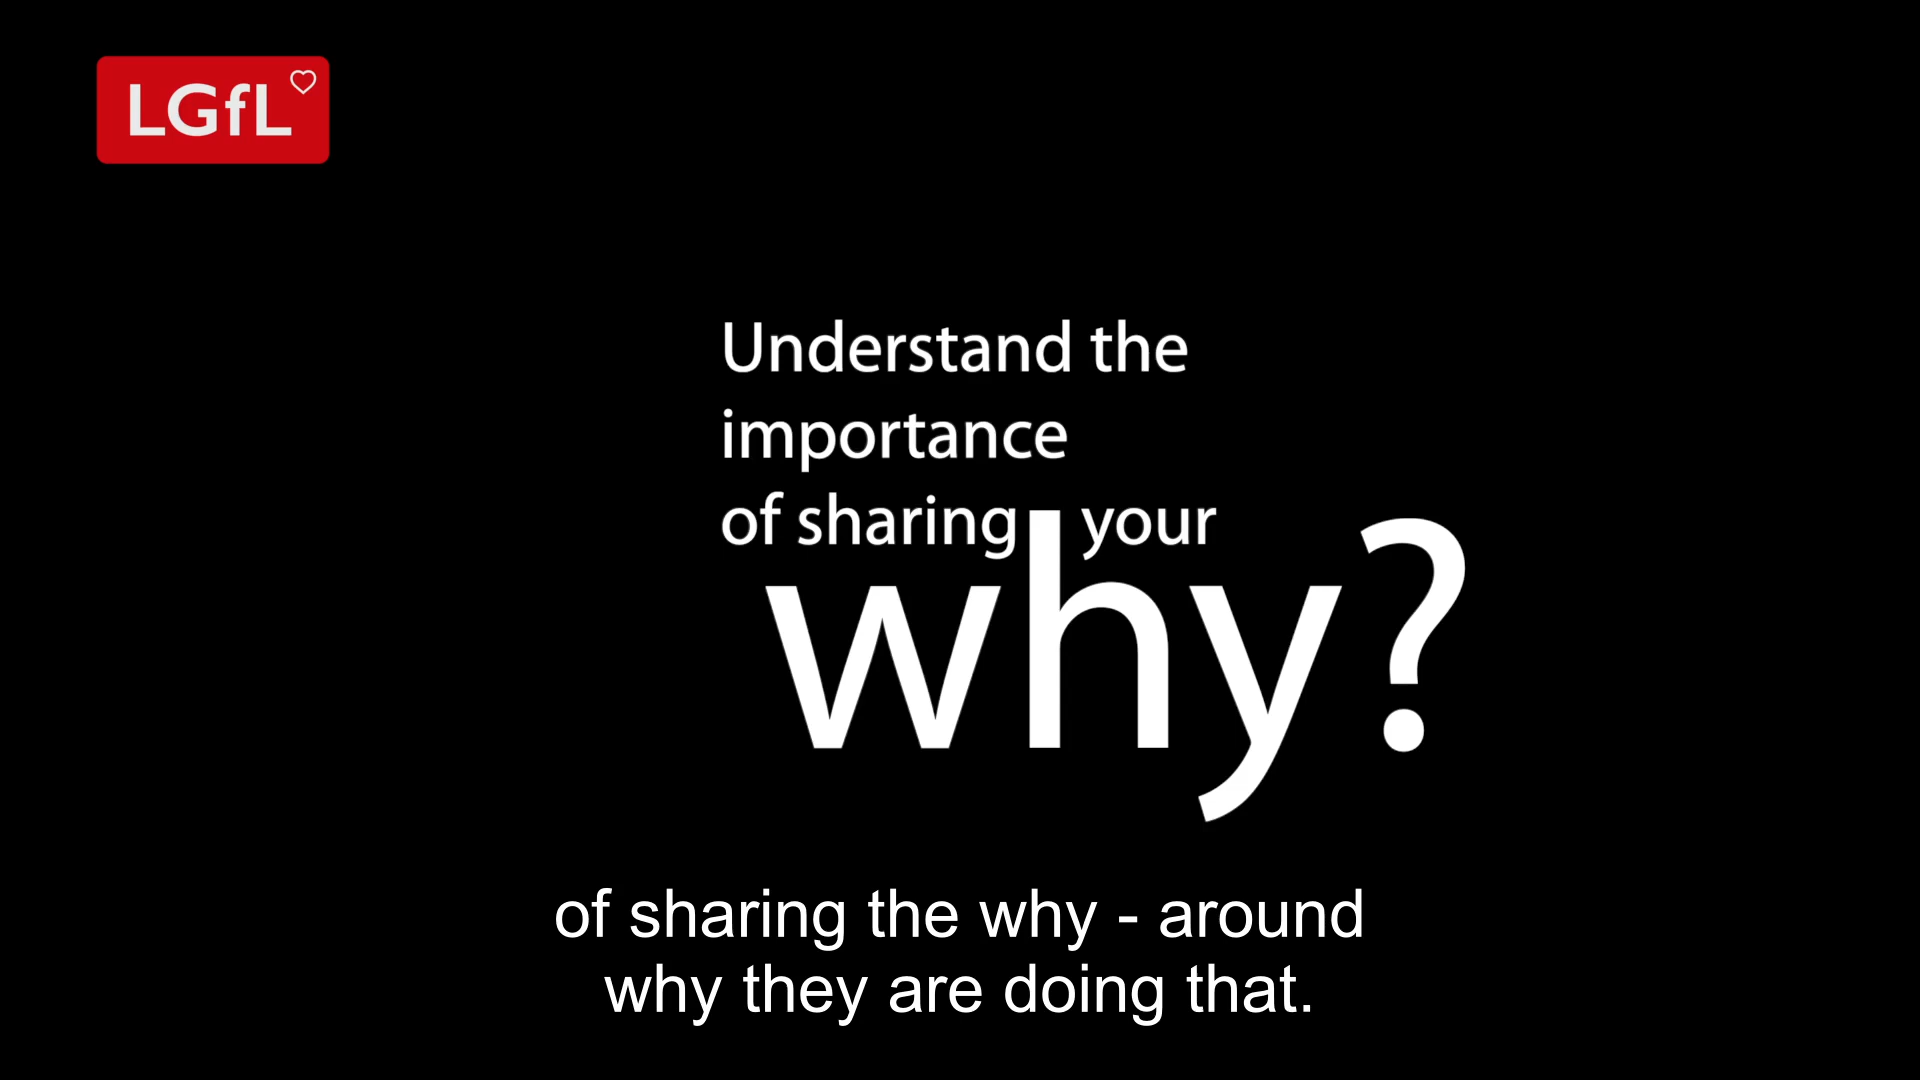 LGfL
Understand the
importance
of sharing your
why?
of sharing the why - around
why they are doing that.